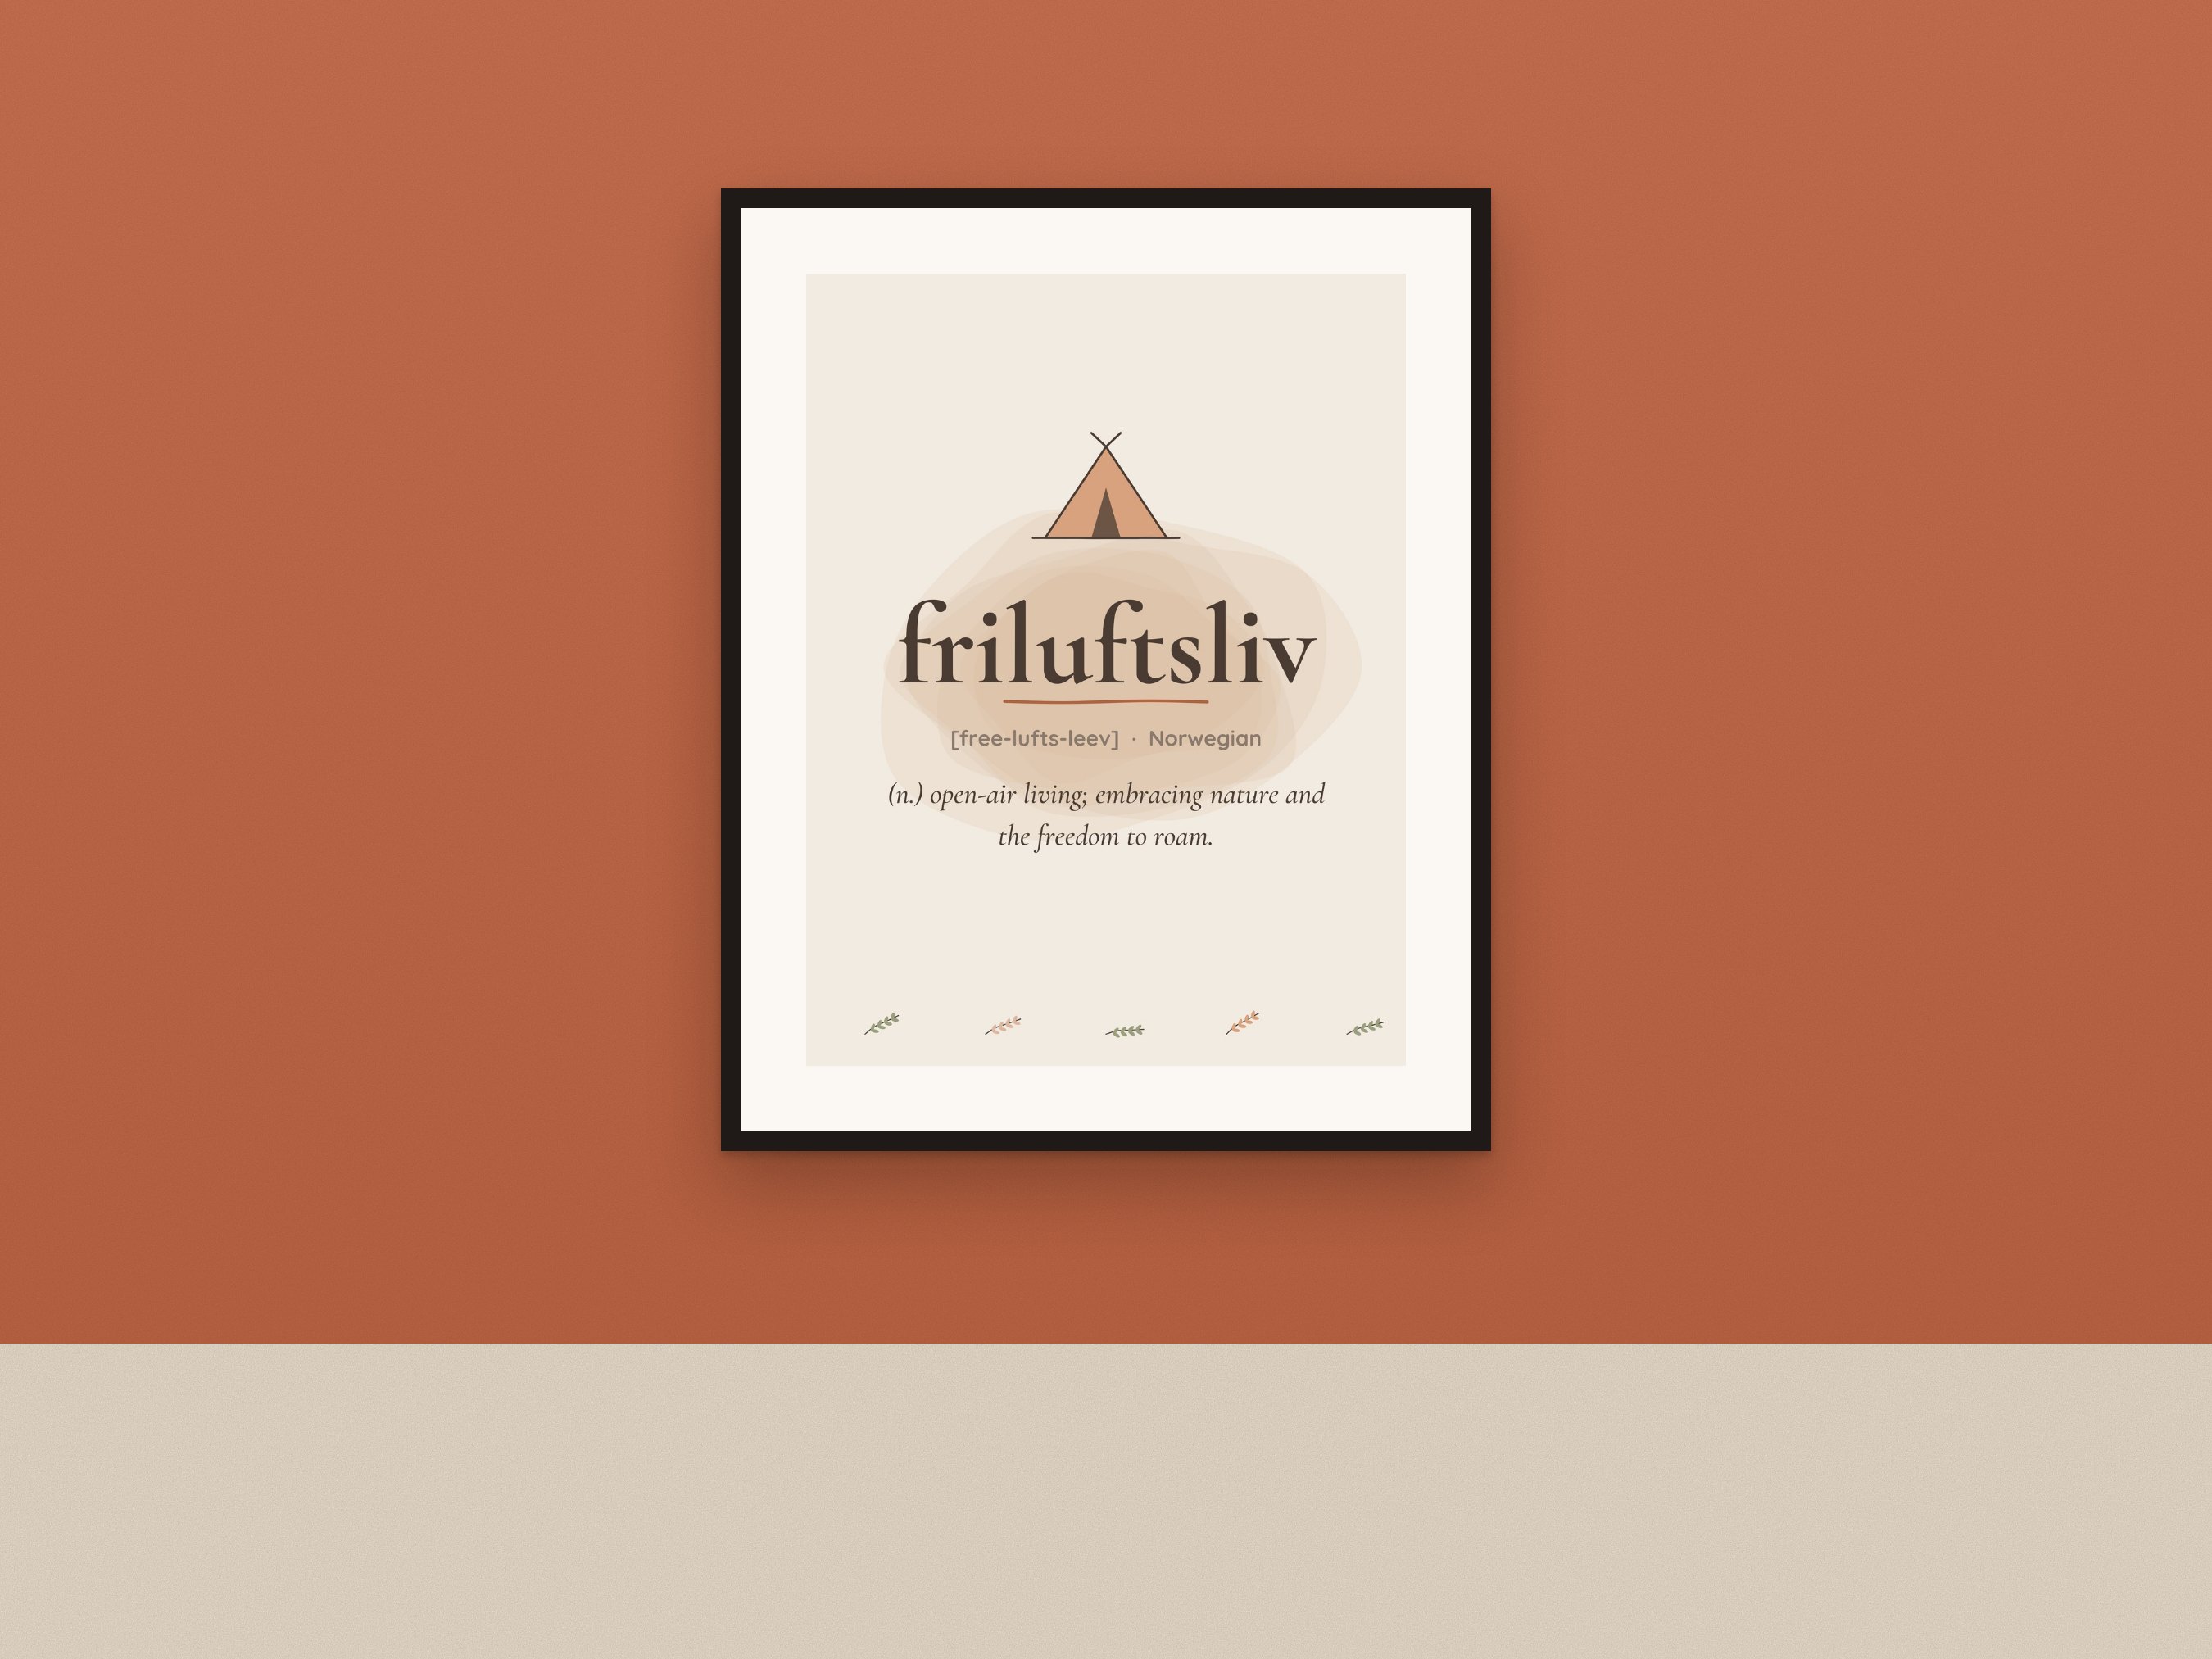 friluftsliv
[free-lufts-leev] · Norwegian
(n.) open-air living; embracing nature and
the freedom to roam.